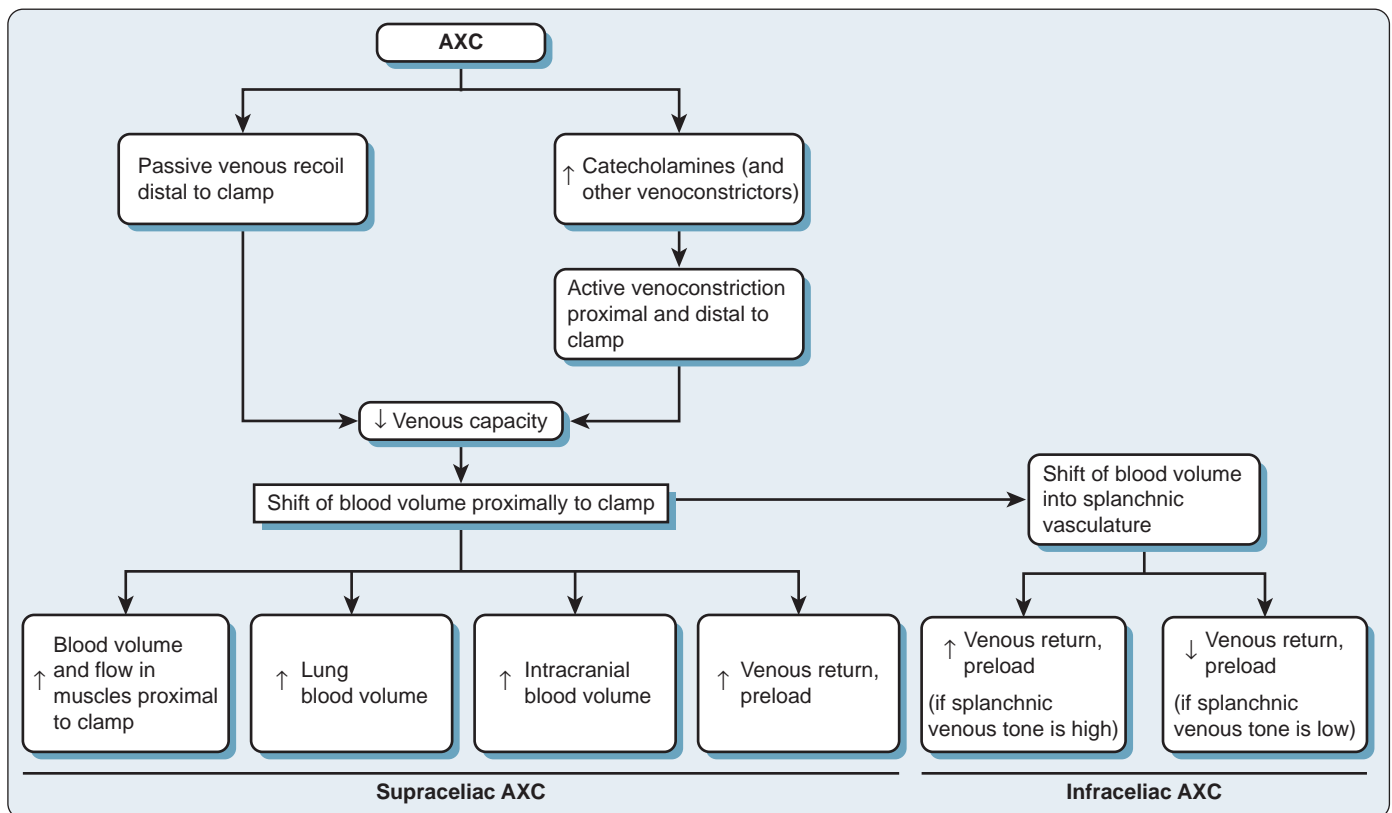 AXC
Passive venous recoil
distal to clamp
↑ Catecholamines (and
other venoconstrictors)
Active venoconstriction
proximal and distal to
clamp
↓ Venous capacity
Shift of blood volume proximally to clamp
Shift of blood volume
into splanchnic
vasculature
Blood volume
and flow in
↑ muscles proximal
to clamp
↑ Lung
blood volume
↑ Intracranial
blood volume
↑ Venous return,
preload
↑ Venous return,
preload
(if splanchnic
venous tone is high)
↓ Venous return,
preload
(if splanchnic
venous tone is low)
Supraceliac AXC
Infraceliac AXC